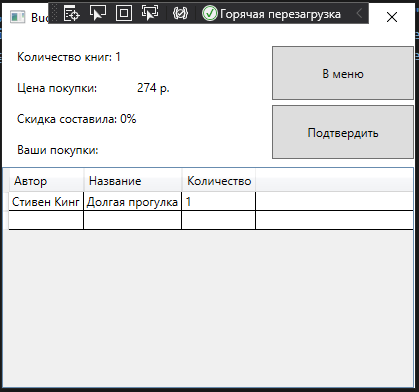 Горячая перезагрузка
Количество книг: 1
В меню
Цена покупки: 274 р.
Скидка составила: 0%
Подтвердить
Ваши покупки:
Автор Название Количество
Стивен Кинг Долгая прогулка 1